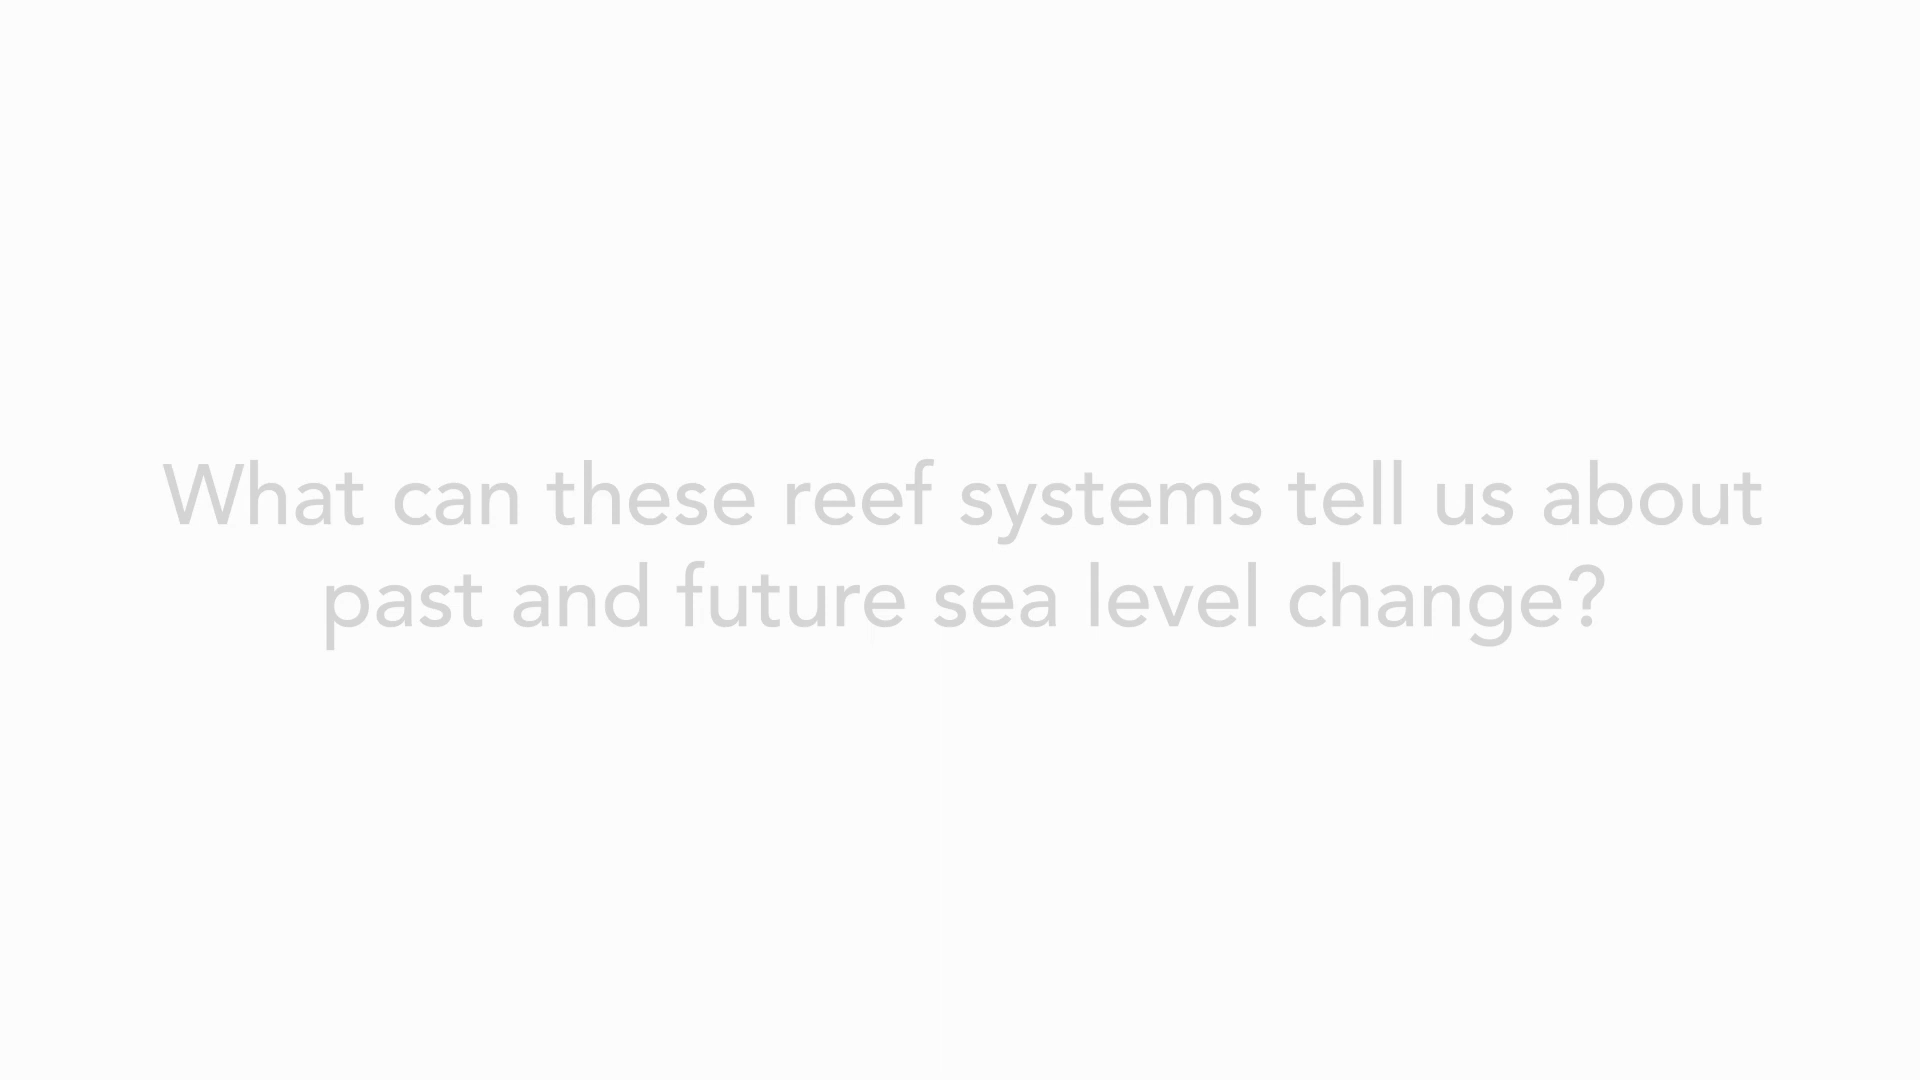 What can these reef systems tell us about
past and future sea level change?